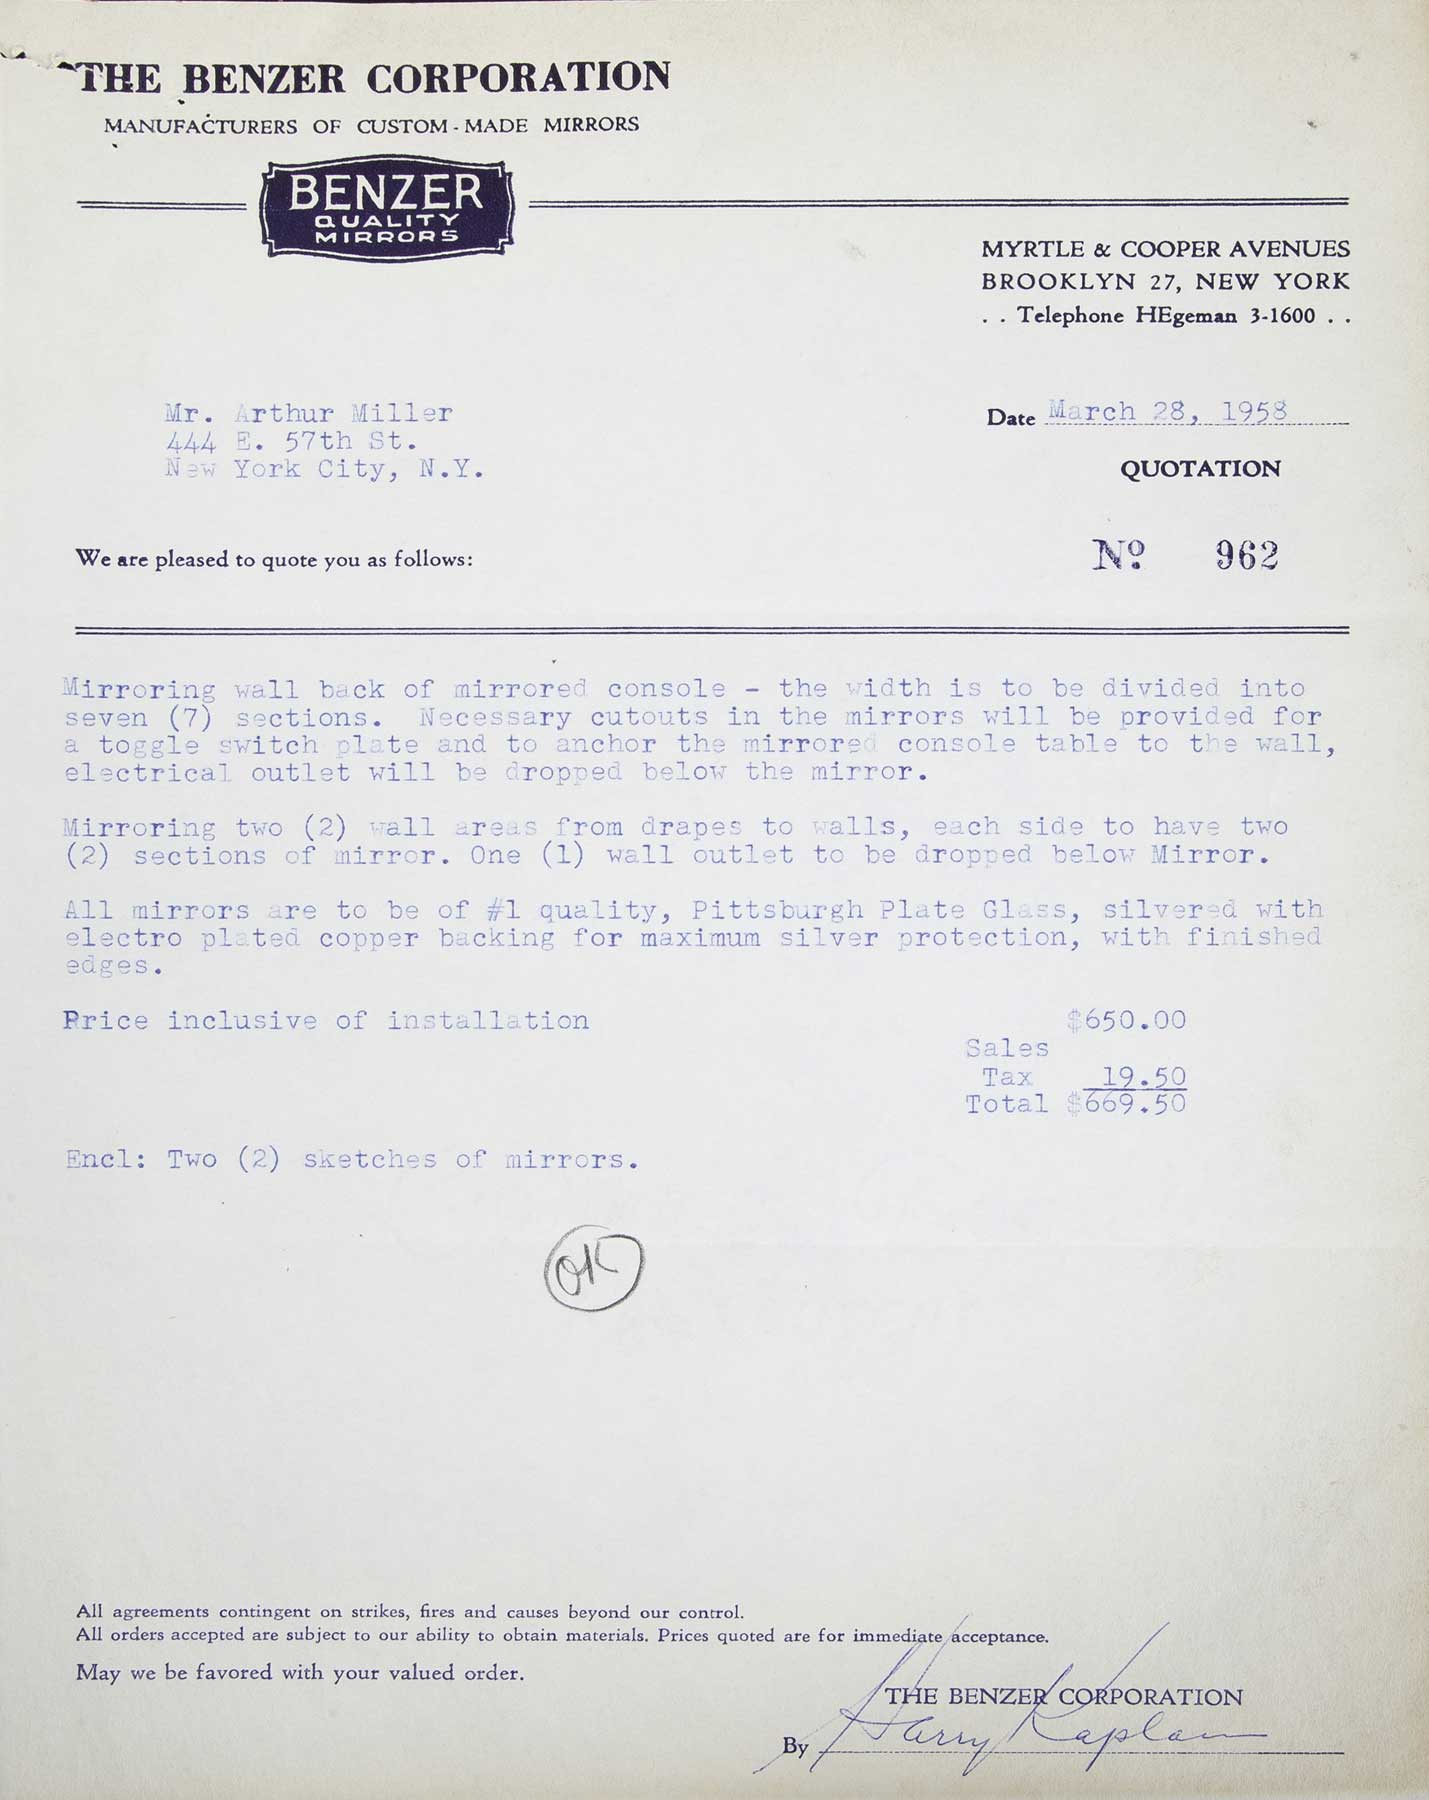 THE BENZER CORPORATION
MANUFACTURERS OF CUSTOM-MADE MIRRORS
BENZER
QUALITY
MIRRORS
MYRTLE & COOPER AVENUES
BROOKLYN 27, NEW YORK
. . Telephone HEgeman 3-1600 . .
Mr. Arthur Miller
444 E. 57th St.
New York City, N.Y.
Date March 28, 1958
QUOTATION
We are pleased to quote you as follows:
No. 962
Mirroring wall back of mirrored console - the width is to be divided into
seven (7) sections. Necessary cutouts in the mirrors will be provided for
a toggle switch plate and to anchor the mirrored console table to the wall,
electrical outlet will be dropped below the mirror.
Mirroring two (2) wall areas from drapes to walls, each side to have two
(2) sections of mirror. One (1) wall outlet to be dropped below Mirror.
All mirrors are to be of #1 quality, Pittsburgh Plate Glass, silvered with
electro plated copper backing for maximum silver protection, with finished
edges.
Price inclusive of installation $650.00
Sales
Tax 19.50
Total $669.50
Encl: Two (2) sketches of mirrors.
OK
All agreements contingent on strikes, fires and causes beyond our control.
All orders accepted are subject to our ability to obtain materials. Prices quoted are for immediate acceptance.
May we be favored with your valued order.
THE BENZER CORPORATION
By Harry Kaplan